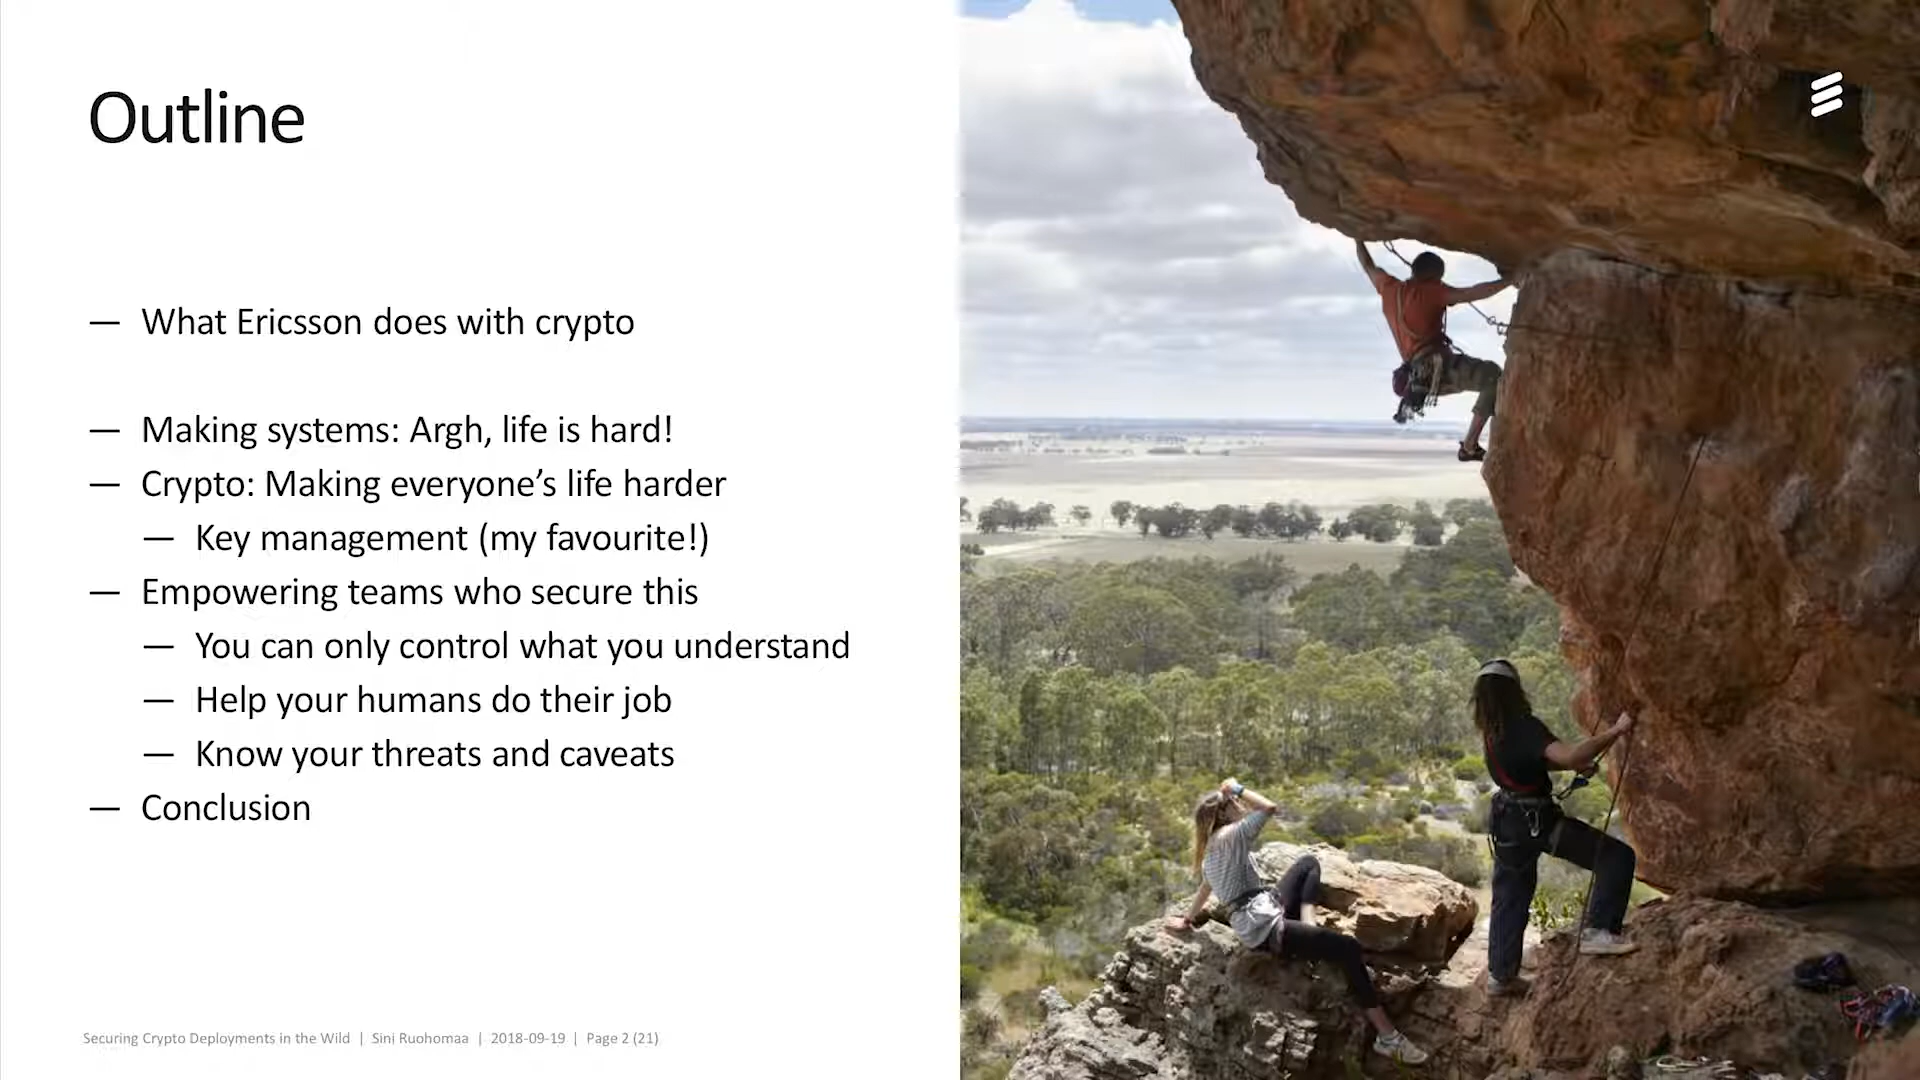 Outline
— What Ericsson does with crypto
— Making systems: Argh, life is hard!
— Crypto: Making everyone’s life harder
— Key management (my favourite!)
— Empowering teams who secure this
— You can only control what you understand
— Help your humans do their job
— Know your threats and caveats
— Conclusion
Securing Crypto Deployments in the Wild | Sini Ruohomaa | 2018-09-19 | Page 2 (21)